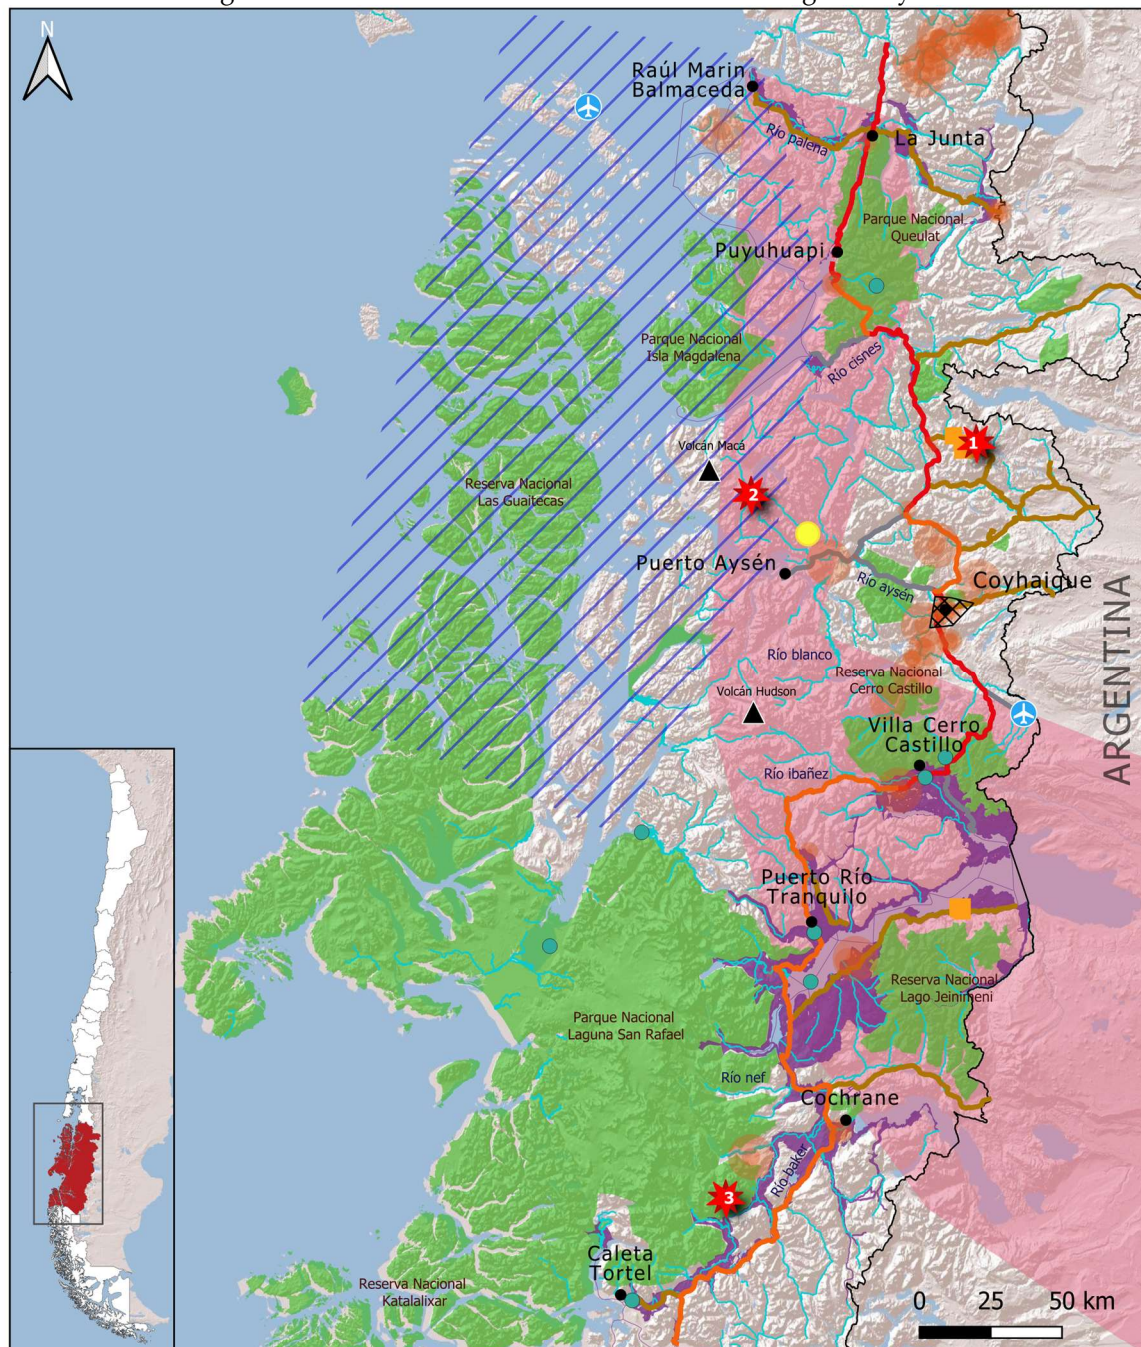 N
Raúl Marin
Balmaceda
Río palena
La Junta
Parque Nacional
Queulat
Puyuhuapi
Parque Nacional
Isla Magdalena
Río cisnes
1
Volcán Macá
Reserva Nacional
Las Guaitecas
2
Puerto Aysén
Río aysén
Coyhaique
ARGENTINA
Río blanco
Reserva Nacional
Cerro Castillo
Volcán Hudson
Villa Cerro
Castillo
Río ibañez
Puerto Río
Tranquilo
Reserva Nacional
Lago Jeinimeni
Parque Nacional
Laguna San Rafael
Río nef
Cochrane
Río baker
3
Caleta
Tortel
Reserva Nacional
Katalalixar
0 25 50 km